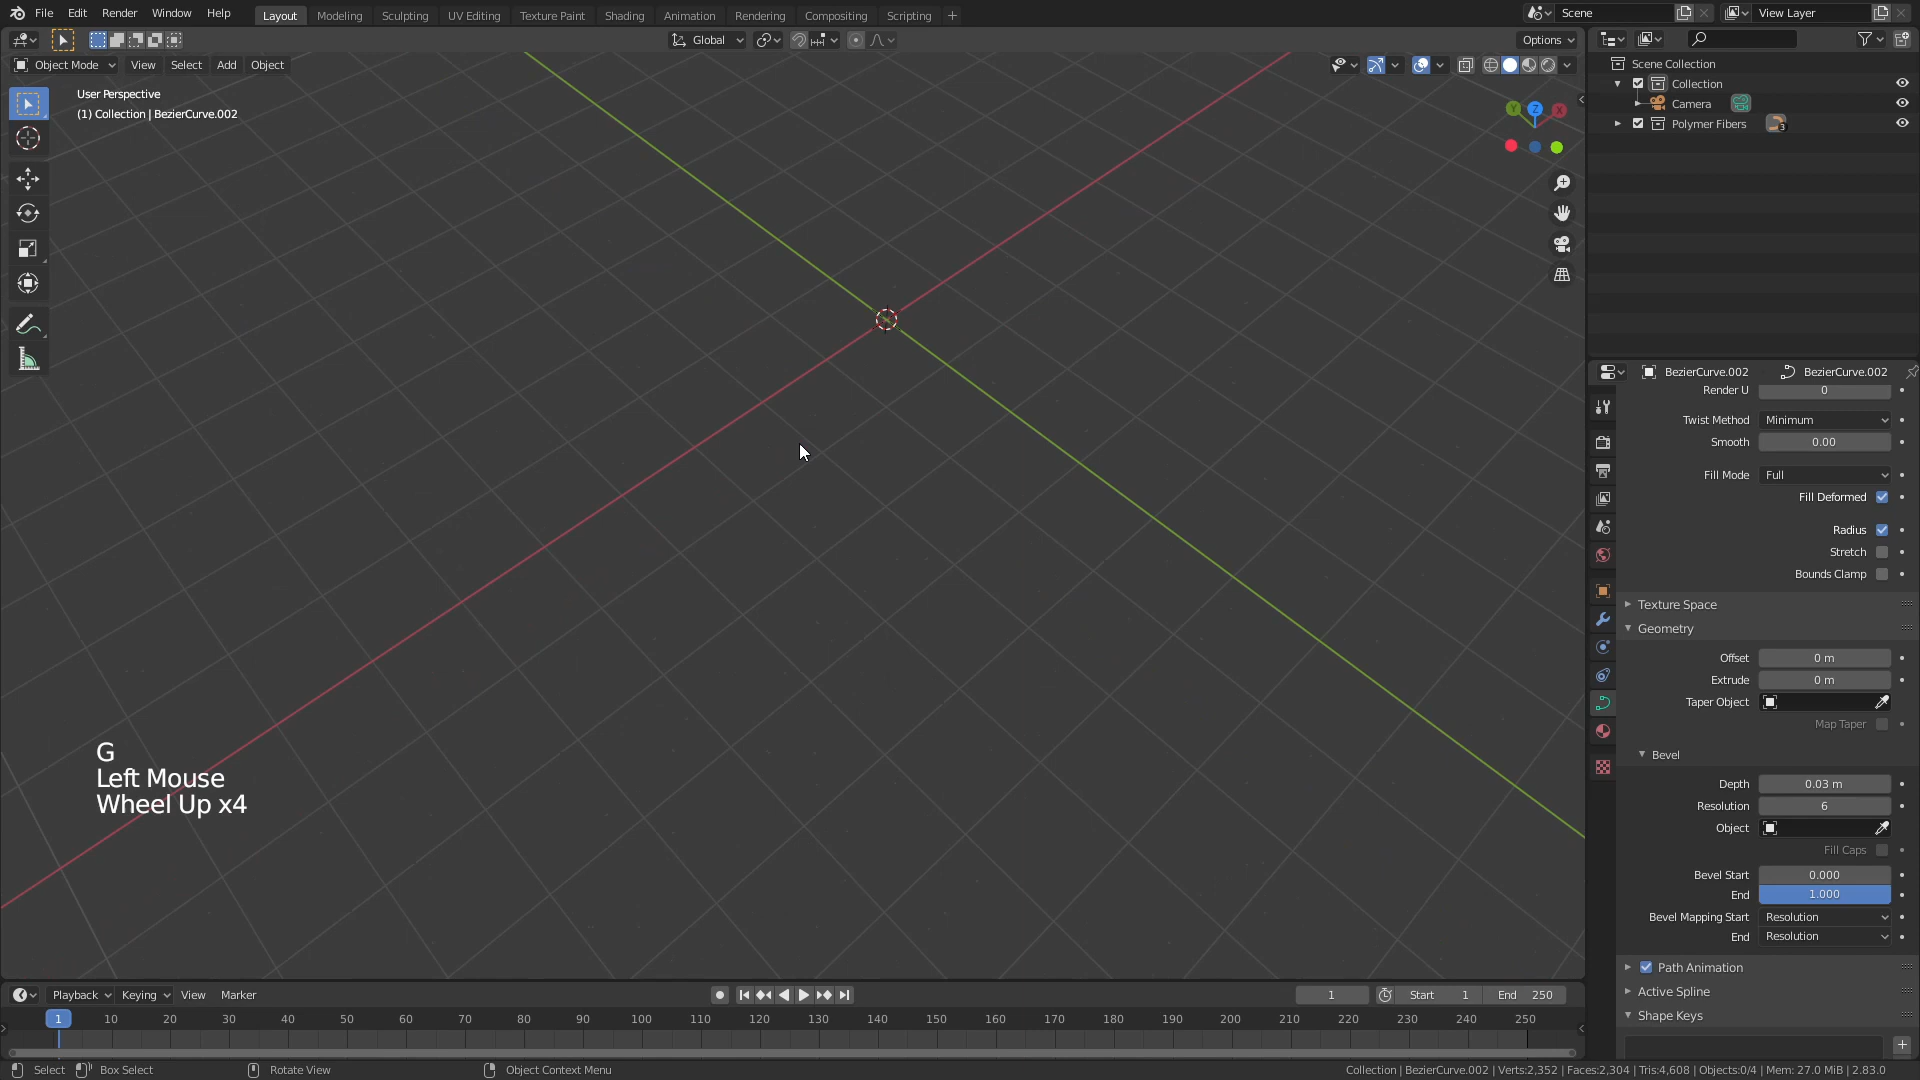 File Edit Render Window Help Layout Modeling Sculpting UV Editing Texture Paint Shading Animation Rendering Compositing Scripting + Scene View Layer
Global Options
Object Mode View Select Add Object
User Perspective
(1) Collection | BezierCurve.002
Y Z X
G
Left Mouse
Wheel Up x4
Scene Collection
Collection
Camera
Polymer Fibers 3
BezierCurve.002 BezierCurve.002
Render U 0
Twist Method Minimum
Smooth 0.00
Fill Mode Full
Fill Deformed
Radius
Stretch
Bounds Clamp
Texture Space
Geometry
Offset 0 m
Extrude 0 m
Taper Object
Map Taper
Bevel
Depth 0.03 m
Resolution 6
Object
Fill Caps
Bevel Start 0.000
End 1.000
Bevel Mapping Start Resolution
End Resolution
Path Animation
Active Spline
Shape Keys
Playback Keying View Marker 1 Start 1 End 250
1 10 20 30 40 50 60 70 80 90 100 110 120 130 140 150 160 170 180 190 200 210 220 230 240 250
Select Box Select Rotate View Object Context Menu Collection | BezierCurve.002 | Verts:2,352 | Faces:2,304 | Tris:4,608 | Objects:0/4 | Mem: 27.0 MiB | 2.83.0